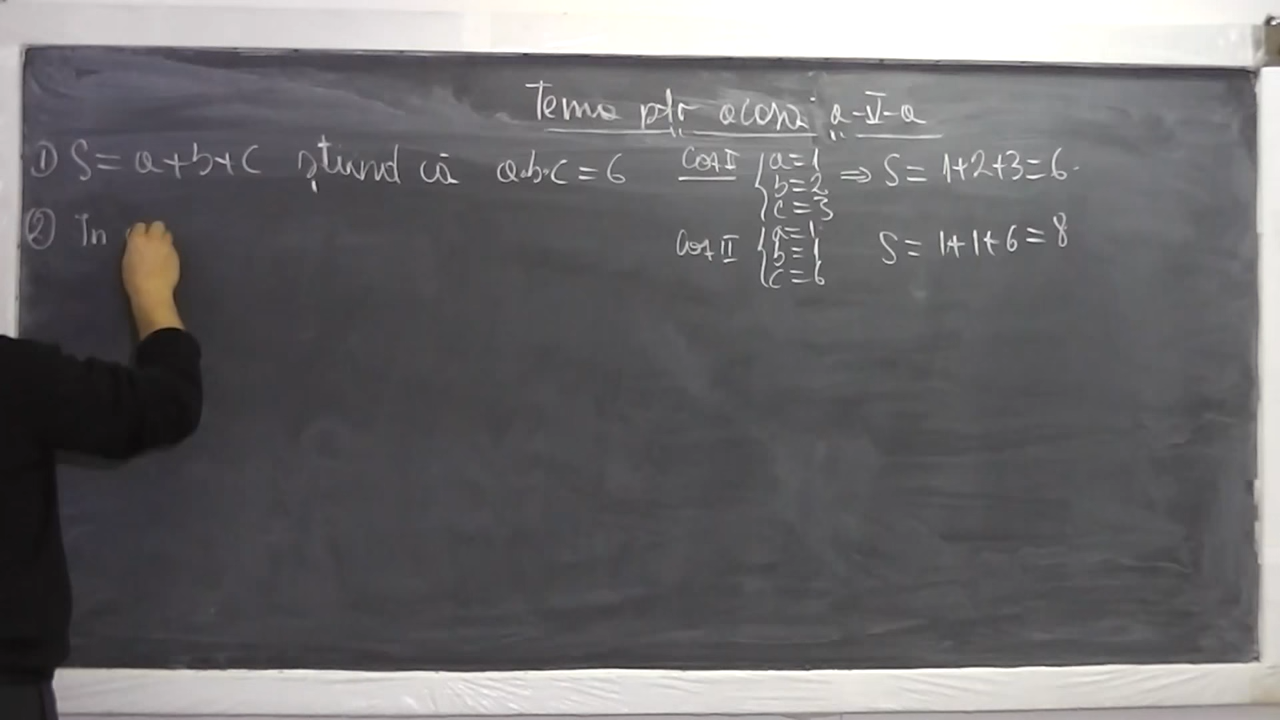 Temă ptr acasă a-V-a
① S = a+b+c știind că a·b·c = 6
Caz I { a=1 b=2 c=3 ⇒ S = 1+2+3=6.
② În
Caz II { a=1 b=1 c=6 S = 1+1+6=8